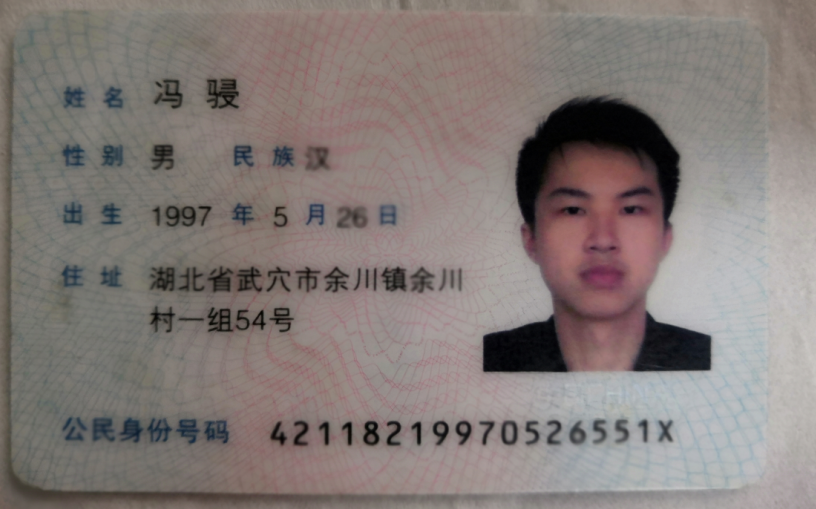 姓名 冯骎
性别 男 民族 汉
出生 1997 年 5 月 26 日
住址 湖北省武穴市余川镇余川
村一组54号
公民身份号码 42118219970526551X